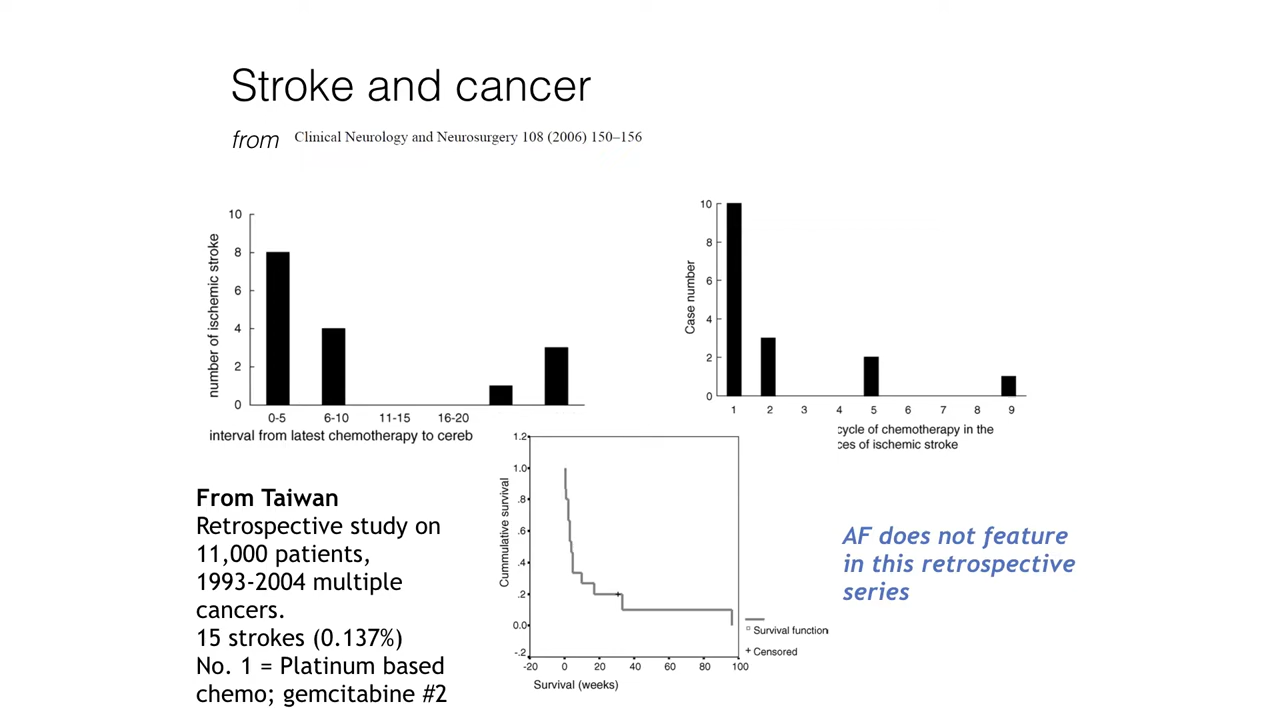 Stroke and cancer
from Clinical Neurology and Neurosurgery 108 (2006) 150–156
number of ischemic stroke
10
8
6
4
2
0
0-5 6-10 11-15 16-20
interval from latest chemotherapy to cereb
Case number
10
8
6
4
2
0
1 2 3 4 5 6 7 8 9
cycle of chemotherapy in the
ces of ischemic stroke
Cummulative survival
1.2
1.0
.8
.6
.4
.2
0.0
-.2
-20 0 20 40 60 80 100
Survival (weeks)
Survival function
+ Censored
From Taiwan
Retrospective study on
11,000 patients,
1993-2004 multiple
cancers.
15 strokes (0.137%)
No. 1 = Platinum based
chemo; gemcitabine #2
AF does not feature
in this retrospective
series